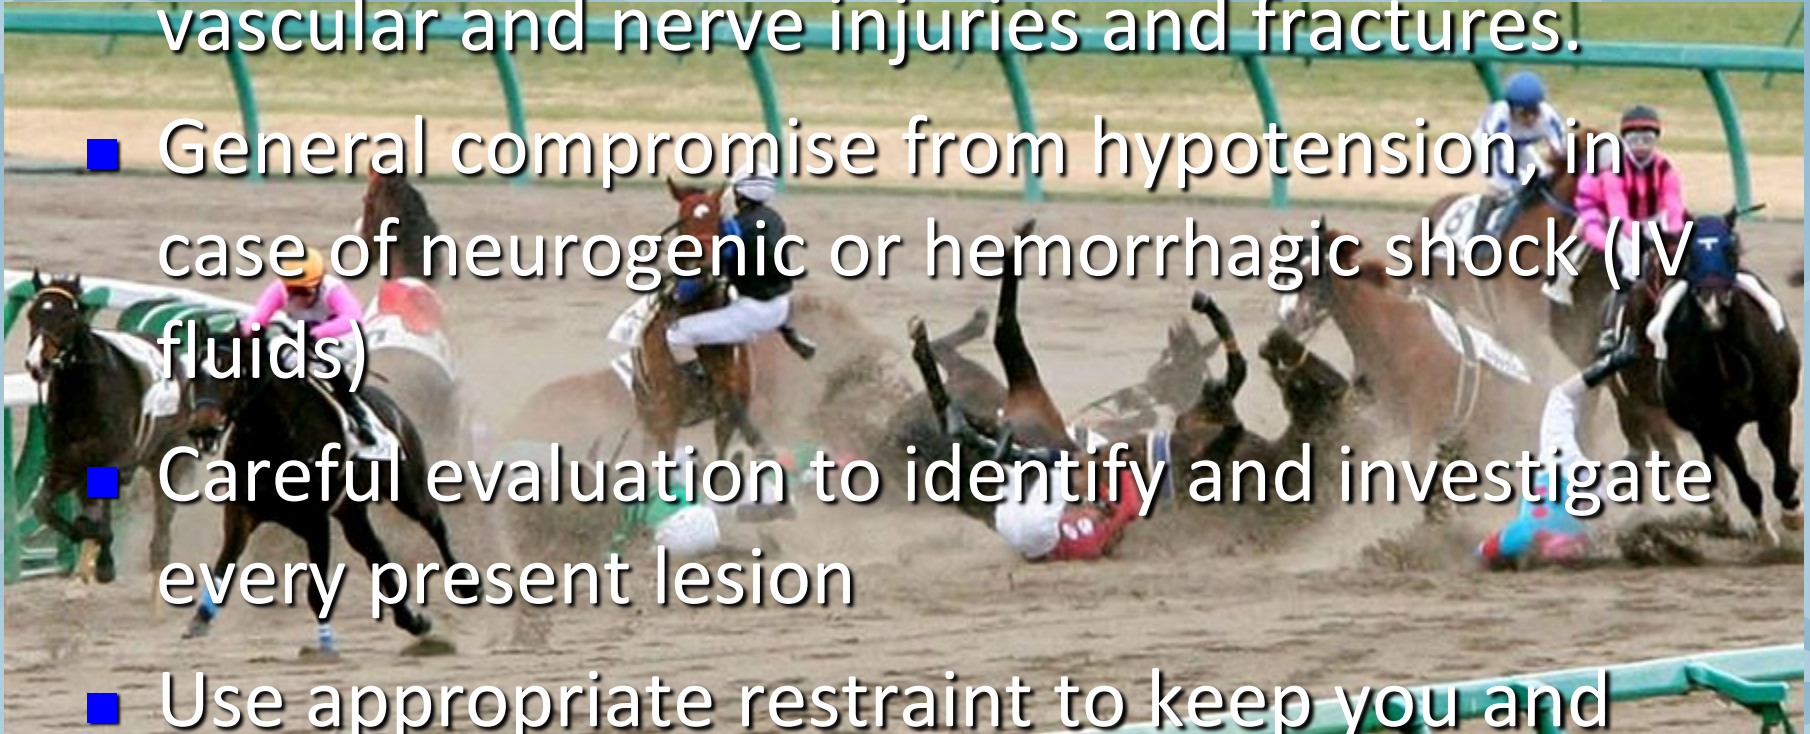 vascular and nerve injuries and fractures.
General compromise from hypotension, in
case of neurogenic or hemorrhagic shock (IV
fluids)
Careful evaluation to identify and investigate
every present lesion
Use appropriate restraint to keep you and